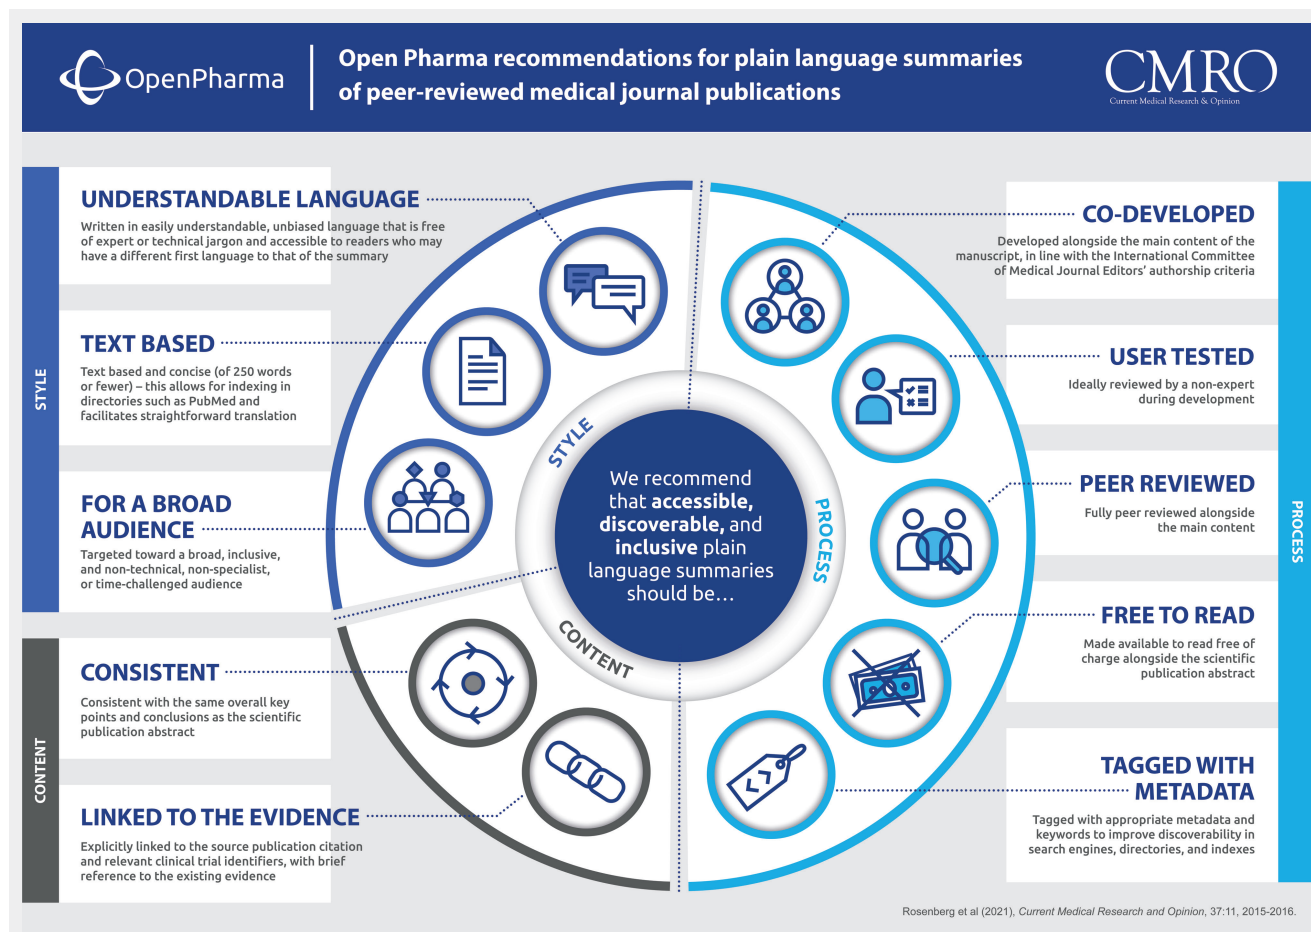 OpenPharma
Open Pharma recommendations for plain language summaries
of peer-reviewed medical journal publications
CMRO
Current Medical Research & Opinion
STYLE
UNDERSTANDABLE LANGUAGE
Written in easily understandable, unbiased language that is free
of expert or technical jargon and accessible to readers who may
have a different first language to that of the summary
TEXT BASED
Text based and concise (of 250 words
or fewer) – this allows for indexing in
directories such as PubMed and
facilitates straightforward translation
FOR A BROAD
AUDIENCE
Targeted toward a broad, inclusive,
and non-technical, non-specialist,
or time-challenged audience
CONTENT
CONSISTENT
Consistent with the same overall key
points and conclusions as the scientific
publication abstract
LINKED TO THE EVIDENCE
Explicitly linked to the source publication citation
and relevant clinical trial identifiers, with brief
reference to the existing evidence
STYLE
PROCESS
CONTENT
We recommend
that accessible,
discoverable, and
inclusive plain
language summaries
should be…
PROCESS
CO-DEVELOPED
Developed alongside the main content of the
manuscript, in line with the International Committee
of Medical Journal Editors’ authorship criteria
USER TESTED
Ideally reviewed by a non-expert
during development
PEER REVIEWED
Fully peer reviewed alongside
the main content
FREE TO READ
Made available to read free of
charge alongside the scientific
publication abstract
TAGGED WITH
METADATA
Tagged with appropriate metadata and
keywords to improve discoverability in
search engines, directories, and indexes
Rosenberg et al (2021), Current Medical Research and Opinion, 37:11, 2015-2016.